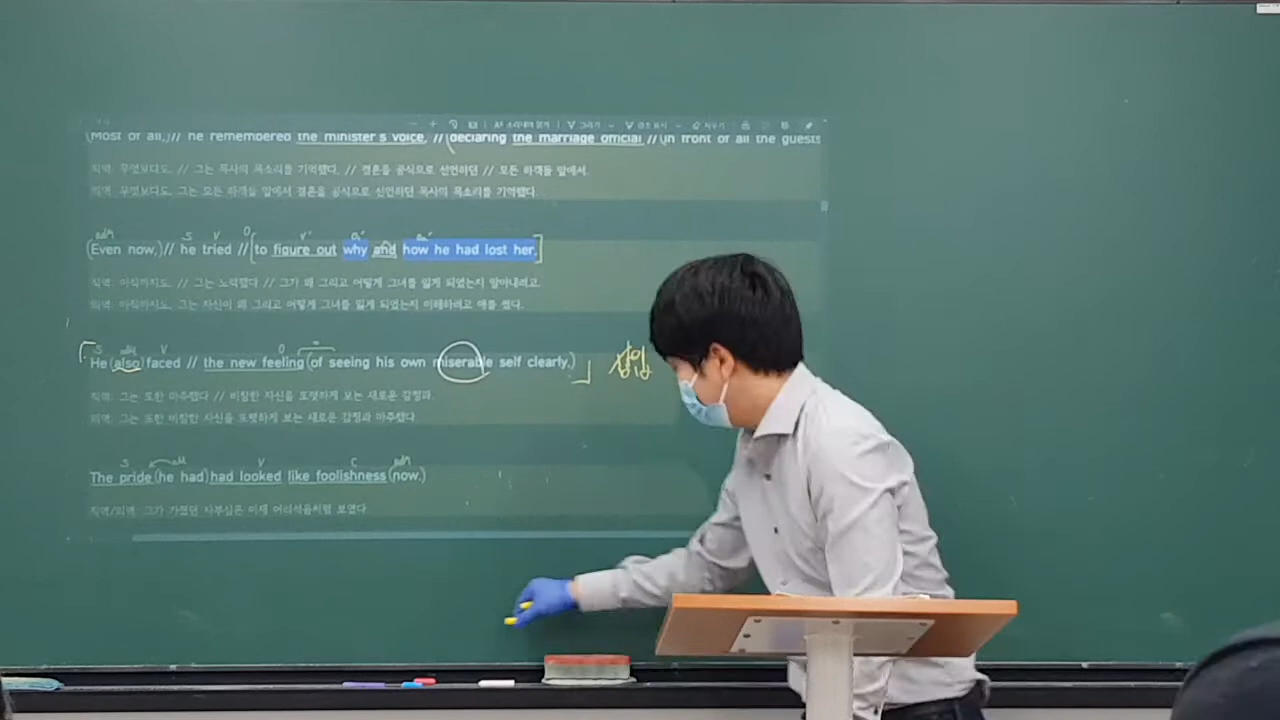 (Most of all,)// he remembered the minister's voice, //(declaring the marriage official //(in front of all the guests
직역: 무엇보다도, // 그는 목사의 목소리를 기억했다. // 결혼을 공식으로 선언하던 // 모든 하객들 앞에서.
의역: 무엇보다도, 그는 모든 하객들 앞에서 결혼을 공식으로 선언하던 목사의 목소리를 기억했다.
adv S V O V' O₁' O₂'
(Even now,)// he tried //[to figure out why and how he had lost her.]
직역: 아직까지도, // 그는 노력했다 // 그가 왜 그리고 어떻게 그녀를 잃게 되었는지 알아내려고.
의역: 아직까지도, 그는 자신이 왜 그리고 어떻게 그녀를 잃게 되었는지 이해하려고 애를 썼다.
S adv V O
He (also) faced // the new feeling (of seeing his own miserable self clearly.) 삽입
직역: 그는 또한 마주했다 // 비참한 자신을 또렷하게 보는 새로운 감정과.
의역: 그는 또한 비참한 자신을 또렷하게 보는 새로운 감정과 마주했다.
S V C adv
The pride (he had) had looked like foolishness (now.)
직역/의역: 그가 가졌던 자부심은 이제 어리석음처럼 보였다.